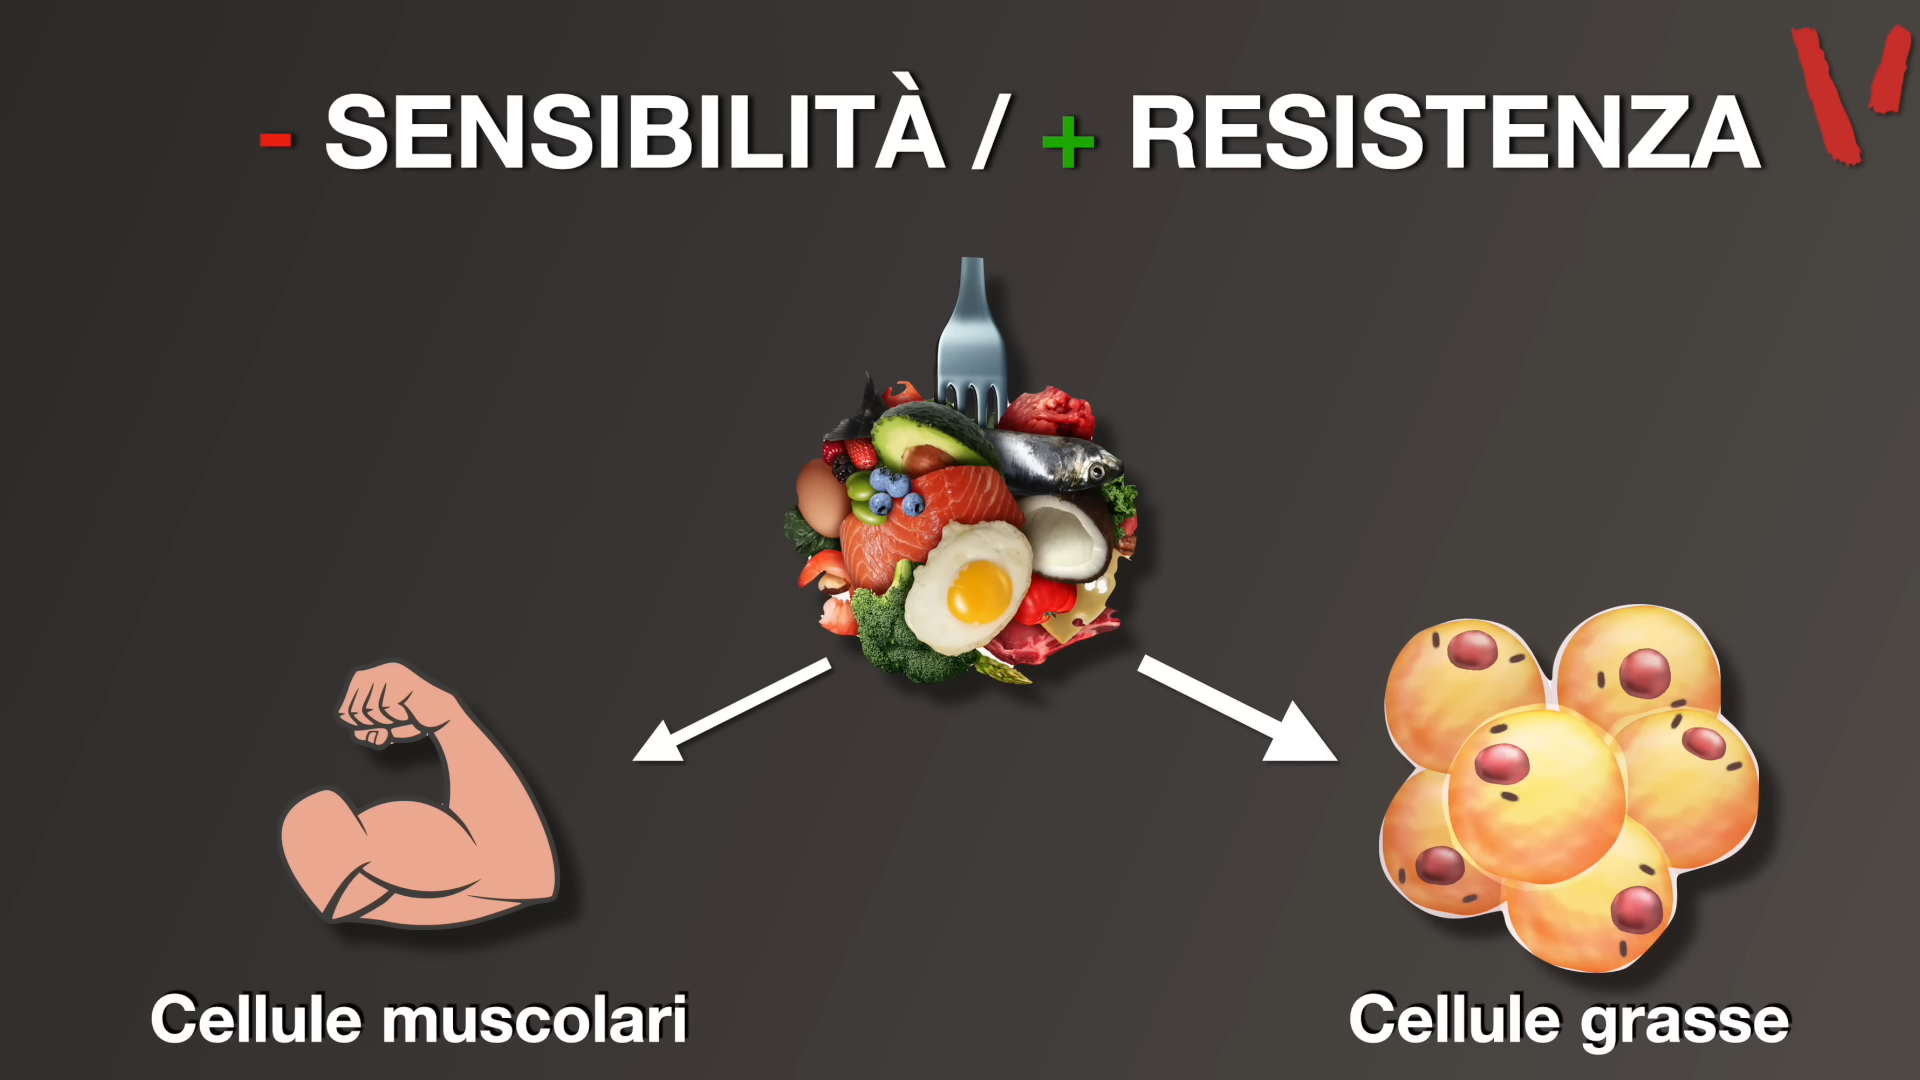 - SENSIBILITÀ / + RESISTENZA
Cellule muscolari
Cellule grasse